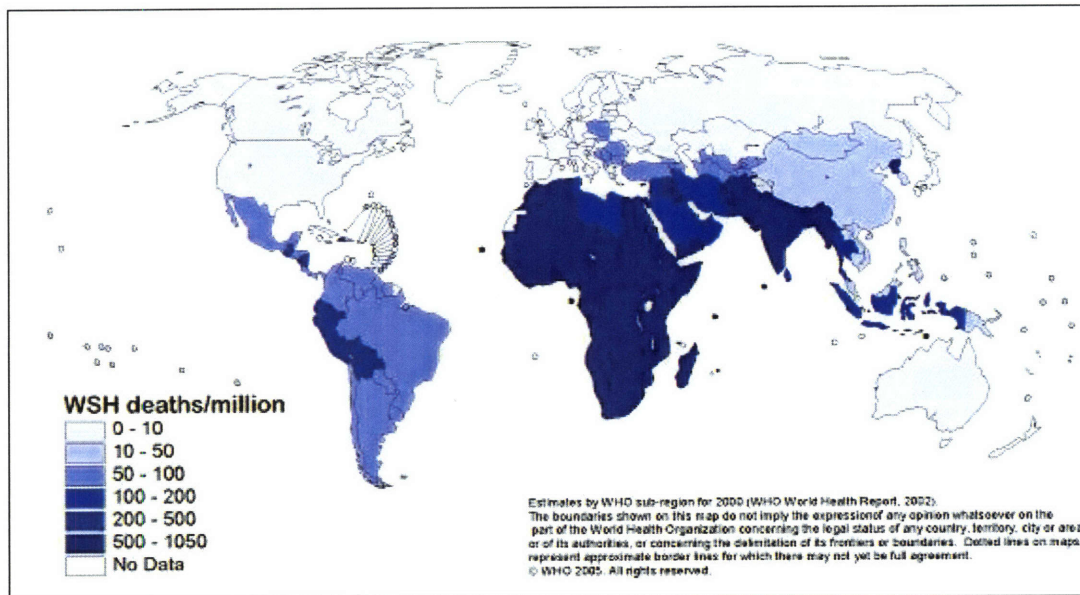 WSH deaths/million
0 - 10
10 - 50
50 - 100
100 - 200
200 - 500
500 - 1050
No Data
Estimates by WHO sub-region for 2000 (WHO World Health Report, 2002).
The boundaries shown on this map do not imply the expressionof any opinion whatsoever on the
part of the World Health Organization concerning the legal status of any country, territory, city or area
or of its authorities, or concerning the delimitation of its frontiers or boundaries. Dotted lines on maps
represent approximate border lines for which there may not yet be full agreement.
© WHO 2005. All rights reserved.